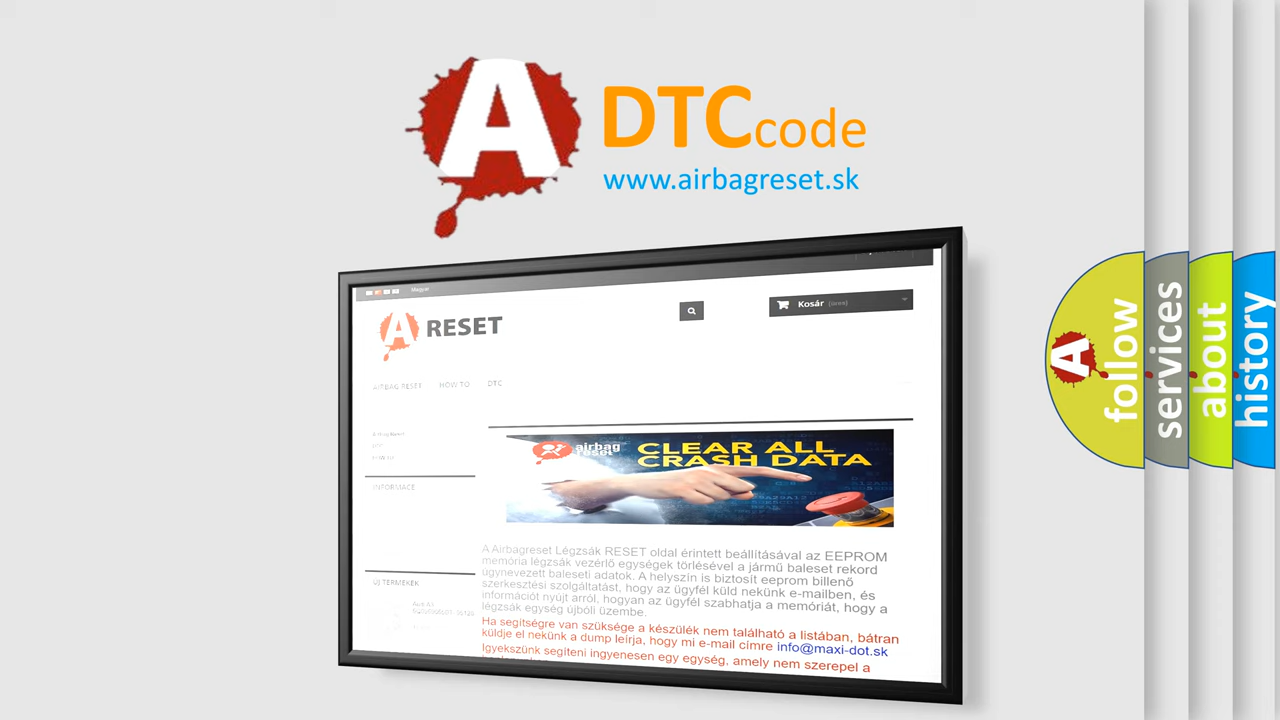 A DTCcode
www.airbagreset.sk
Magyar
Kosár (üres)
A RESET
AIRBAG RESET HOW TO DTC
INFORMACE
airbag reset CLEAR ALL
CRASH DATA
A Airbagreset Légzsák RESET oldal érintett beállításával az EEPROM
memória légzsák vezérlő egységek törlésével a jármű baleset rekord
úgynevezett baleseti adatok. A helyszín is biztosít eeprom billenő
szerkesztési szolgáltatást, hogy az ügyfél küld nekünk e-mailben, és
információt nyújt arról, hogyan az ügyfél szabhatja a memóriát, hogy a
légzsák egység újbóli üzembe.
Ha segítségre van szüksége a készülék nem található a listában, bátran
küldje el nekünk a dump leírja, hogy mi e-mail címre info@maxi-dot.sk
Igyekszünk segíteni ingyenesen egy egység, amely nem szerepel a
ÚJ TERMÉKEK
A follow
services
about
history